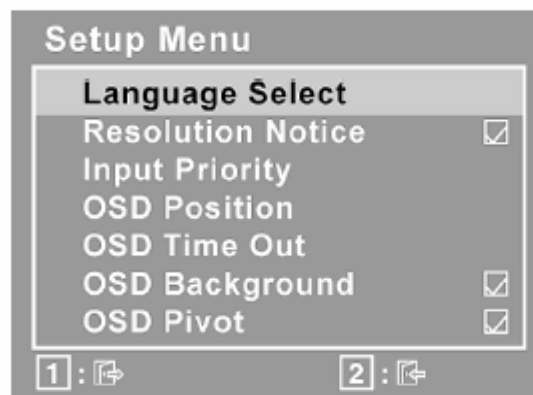 Setup Menu
Language Select
Resolution Notice
Input Priority
OSD Position
OSD Time Out
OSD Background
OSD Pivot
1 : 2 :